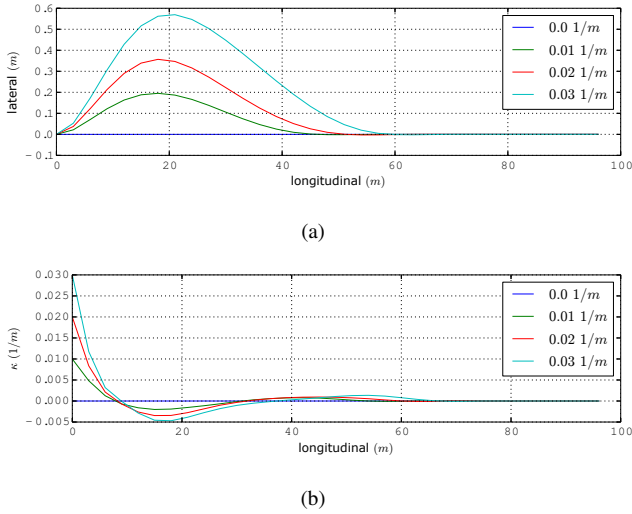 0.6
0.5
0.4
0.3
0.2
0.1
0.0
−0.1
lateral (m)
0.0 1/m
0.01 1/m
0.02 1/m
0.03 1/m
0 20 40 60 80 100
longitudinal (m)
(a)
0.030
0.025
0.020
0.015
0.010
0.005
0.000
−0.005
κ (1/m)
0.0 1/m
0.01 1/m
0.02 1/m
0.03 1/m
0 20 40 60 80 100
longitudinal (m)
(b)